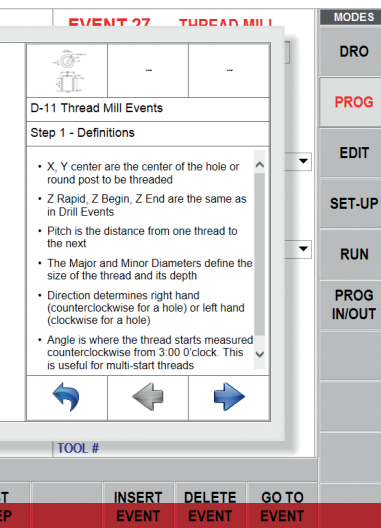 EVENT 27 THREAD MILL
MODES
DRO
PROG
EDIT
SET-UP
RUN
PROG
IN/OUT
D-11 Thread Mill Events
Step 1 - Definitions
• X, Y center are the center of the hole or
round post to be threaded
• Z Rapid, Z Begin, Z End are the same as
in Drill Events
• Pitch is the distance from one thread to
the next
• The Major and Minor Diameters define the
size of the thread and its depth
• Direction determines right hand
(counterclockwise for a hole) or left hand
(clockwise for a hole)
• Angle is where the thread starts measured
counterclockwise from 3:00 0'clock. This
is useful for multi-start threads
TOOL #
INSERT
EVENT
DELETE
EVENT
GO TO
EVENT